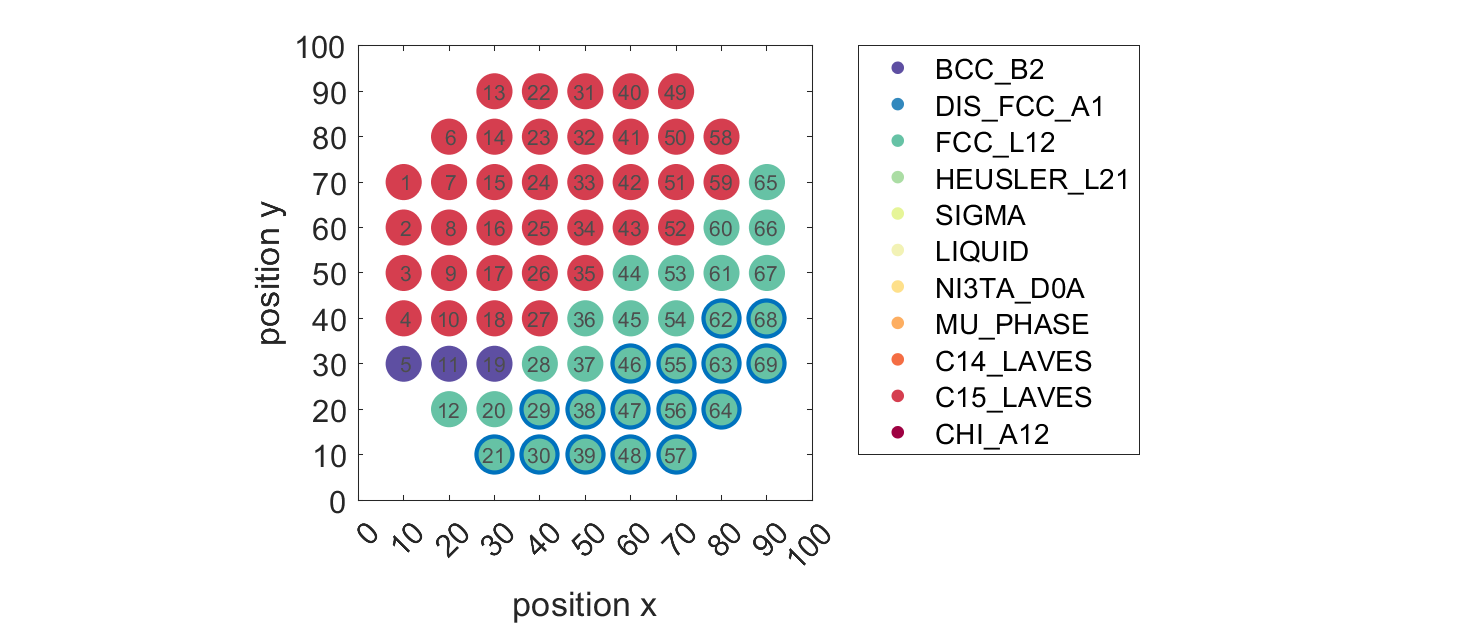 100
90
80
70
60
50
40
30
20
10
0
position y
13 22 31 40 49
6 14 23 32 41 50 58
1 7 15 24 33 42 51 59 65
2 8 16 25 34 43 52 60 66
3 9 17 26 35 44 53 61 67
4 10 18 27 36 45 54 62 68
5 11 19 28 37 46 55 63 69
12 20 29 38 47 56 64
21 30 39 48 57
0 10 20 30 40 50 60 70 80 90 100
position x
BCC_B2
DIS_FCC_A1
FCC_L12
HEUSLER_L21
SIGMA
LIQUID
NI3TA_D0A
MU_PHASE
C14_LAVES
C15_LAVES
CHI_A12